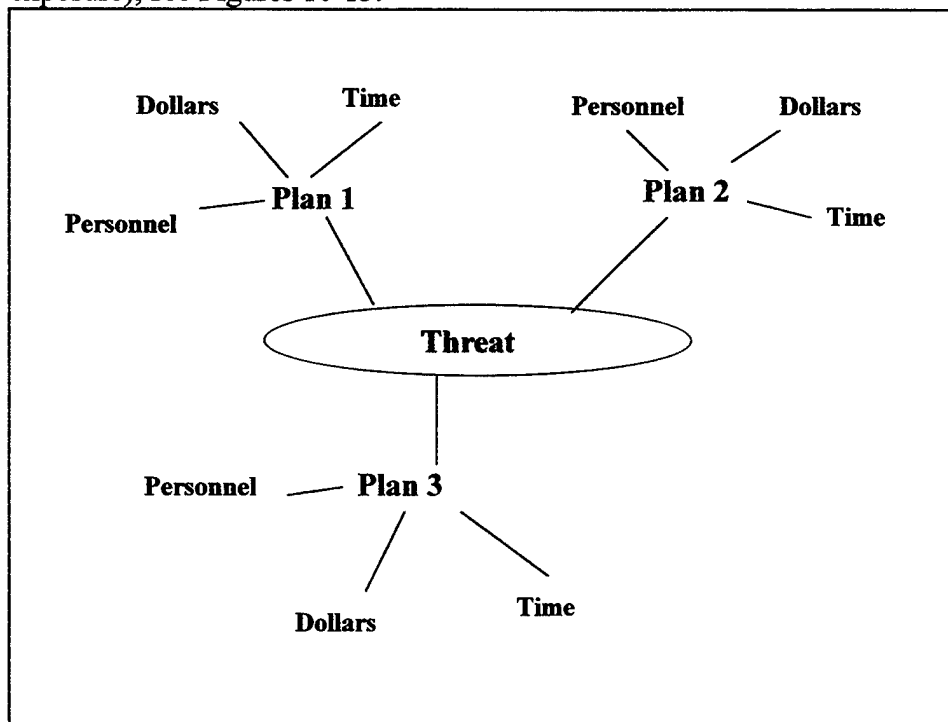 Dollars
Time
Personnel
Plan 1
Personnel
Dollars
Plan 2
Time
Threat
Personnel
Plan 3
Dollars
Time